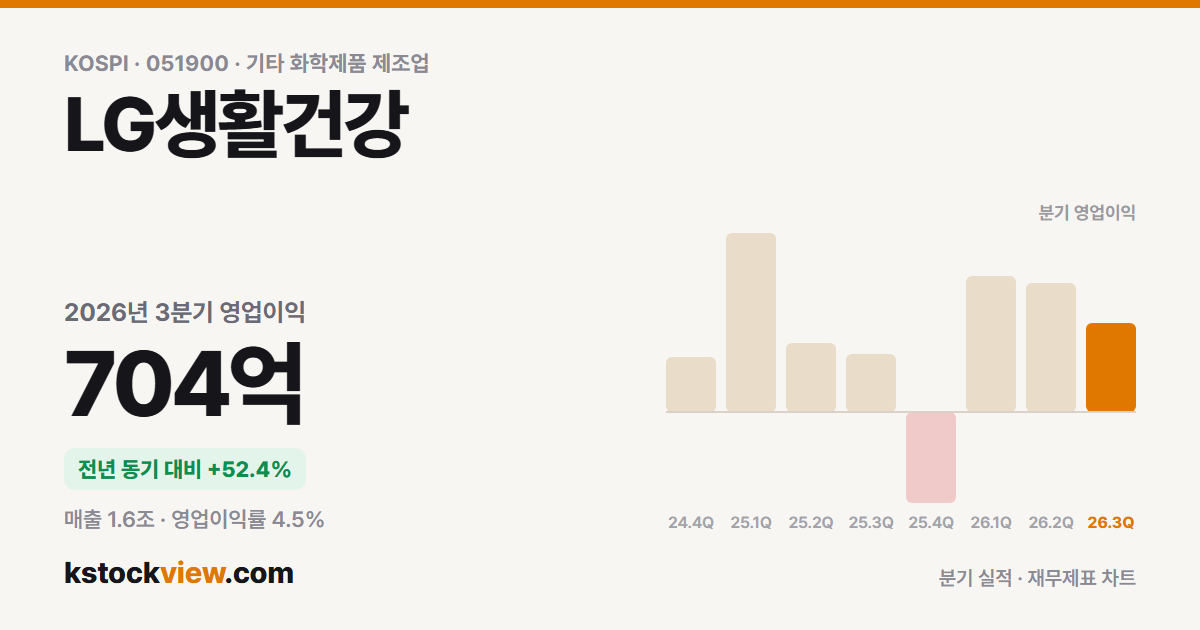 KOSPI · 051900 · 기타 화학제품 제조업
LG생활건강
분기 영업이익
2026년 3분기 영업이익
704억
전년 동기 대비 +52.4%
매출 1.6조 · 영업이익률 4.5%
24.4Q 25.1Q 25.2Q 25.3Q 25.4Q 26.1Q 26.2Q 26.3Q
kstockview.com
분기 실적 · 재무제표 차트